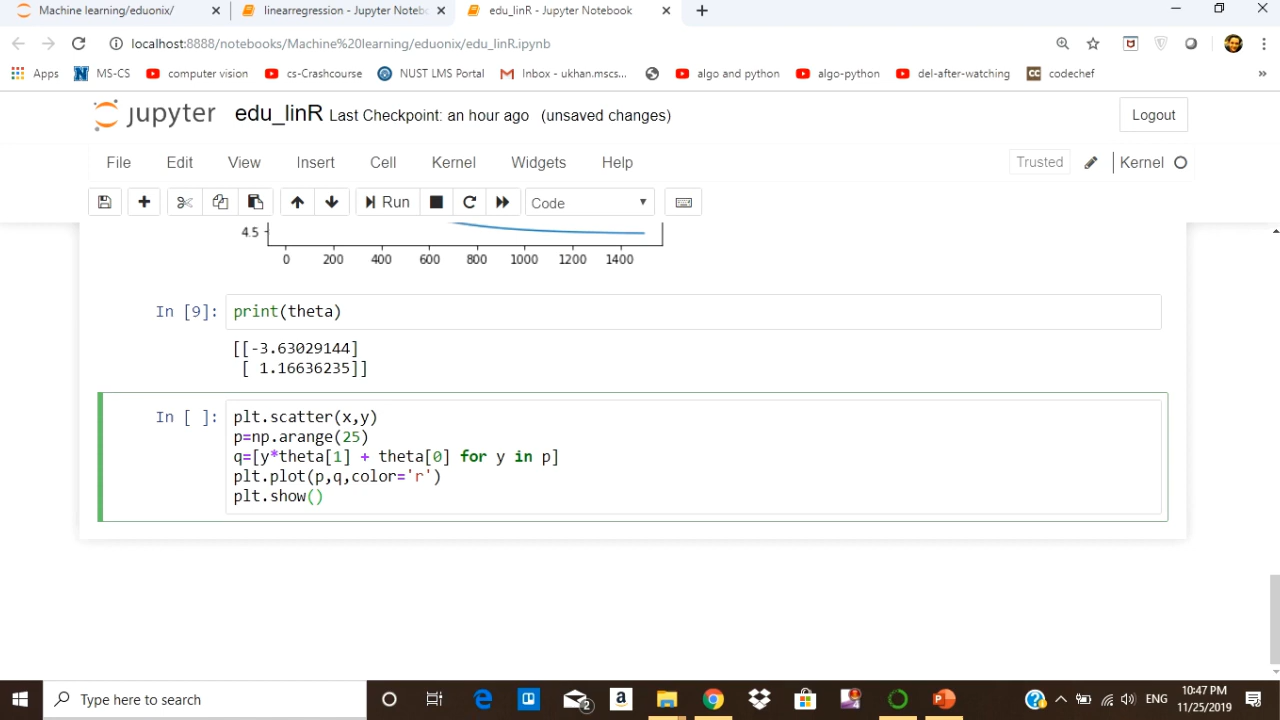 Machine learning/eduonix/
linearregression - Jupyter Noteb
edu_linR - Jupyter Notebook
localhost:8888/notebooks/Machine%20learning/eduonix/edu_linR.ipynb
Apps
MS-CS
computer vision
cs-Crashcourse
NUST LMS Portal
Inbox - ukhan.mscs...
algo and python
algo-python
del-after-watching
CC codechef
jupyter edu_linR Last Checkpoint: an hour ago (unsaved changes)
Logout
File Edit View Insert Cell Kernel Widgets Help
Trusted
Kernel
Run
Code
4.5
0 200 400 600 800 1000 1200 1400
In [9]: print(theta)
[[-3.63029144]
[ 1.16636235]]
In [ ]: plt.scatter(x,y)
p=np.arange(25)
q=[y*theta[1] + theta[0] for y in p]
plt.plot(p,q,color='r')
plt.show()
Type here to search
2
ENG
10:47 PM
11/25/2019